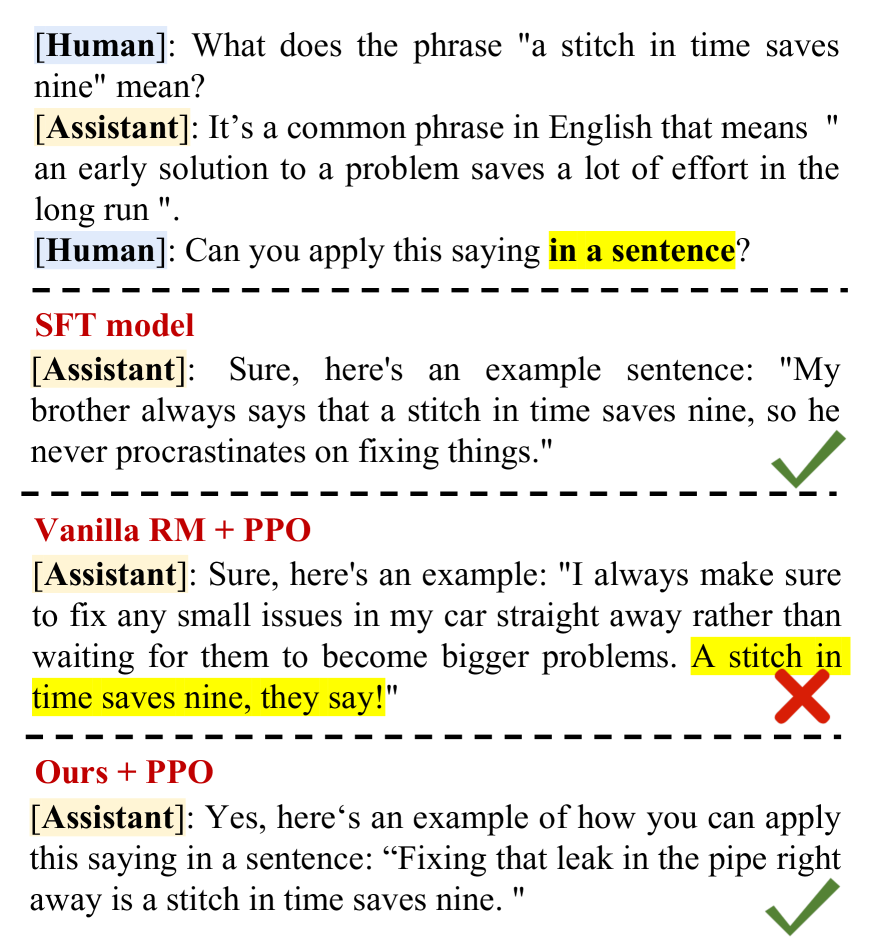 [Human]: What does the phrase "a stitch in time saves
nine" mean?
[Assistant]: It’s a common phrase in English that means "
an early solution to a problem saves a lot of effort in the
long run ".
[Human]: Can you apply this saying in a sentence?
SFT model
[Assistant]: Sure, here's an example sentence: "My
brother always says that a stitch in time saves nine, so he
never procrastinates on fixing things."
Vanilla RM + PPO
[Assistant]: Sure, here's an example: "I always make sure
to fix any small issues in my car straight away rather than
waiting for them to become bigger problems. A stitch in
time saves nine, they say!"
Ours + PPO
[Assistant]: Yes, here‘s an example of how you can apply
this saying in a sentence: “Fixing that leak in the pipe right
away is a stitch in time saves nine. "